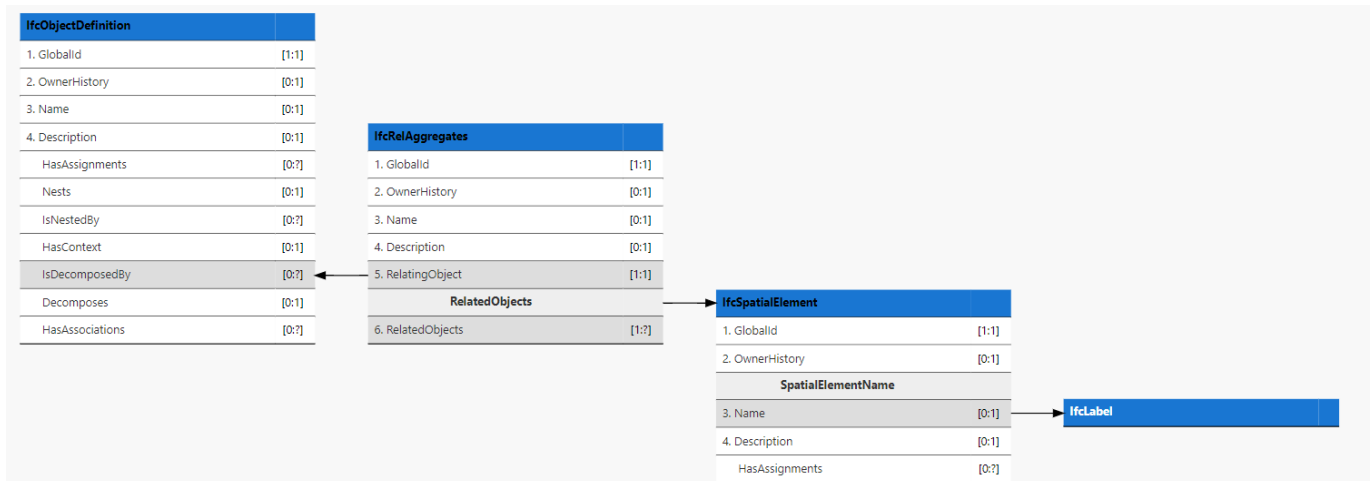 IfcObjectDefinition
1. GlobalId [1:1]
2. OwnerHistory [0:1]
3. Name [0:1]
4. Description [0:1]
HasAssignments [0:?]
Nests [0:1]
IsNestedBy [0:?]
HasContext [0:1]
IsDecomposedBy [0:?]
Decomposes [0:1]
HasAssociations [0:?]
IfcRelAggregates
1. GlobalId [1:1]
2. OwnerHistory [0:1]
3. Name [0:1]
4. Description [0:1]
5. RelatingObject [1:1]
RelatedObjects
6. RelatedObjects [1:?]
IfcSpatialElement
1. GlobalId [1:1]
2. OwnerHistory [0:1]
SpatialElementName
3. Name [0:1]
4. Description [0:1]
HasAssignments [0:?]
IfcLabel